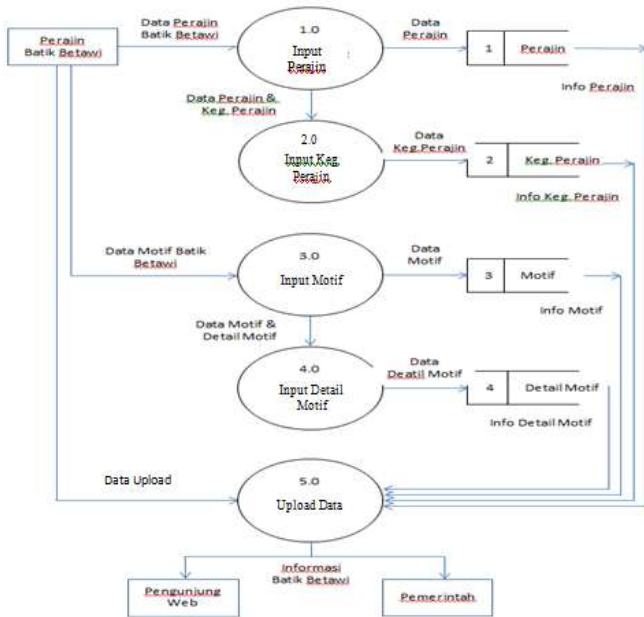 Perajin
Batik Betawi
Data Perajin
Batik Betawi
1.0
Input
Perajin
Data
Perajin
1
Perajin
Info Perajin
Data Perajin &
Keg. Perajin
2.0
Input Keg
Perajin
Data
Keg. Perajin
2
Keg. Perajin
Info Keg. Perajin
Data Motif Batik
Betawi
3.0
Input Motif
Data
Motif
3
Motif
Info Motif
Data Motif &
Detail Motif
4.0
Input Detail
Motif
Data
Deatil Motif
4
Detail Motif
Info Detail Motif
Data Upload
5.0
Upload Data
Informasi
Batik Betawi
Pengunjung
Web
Pemerintah